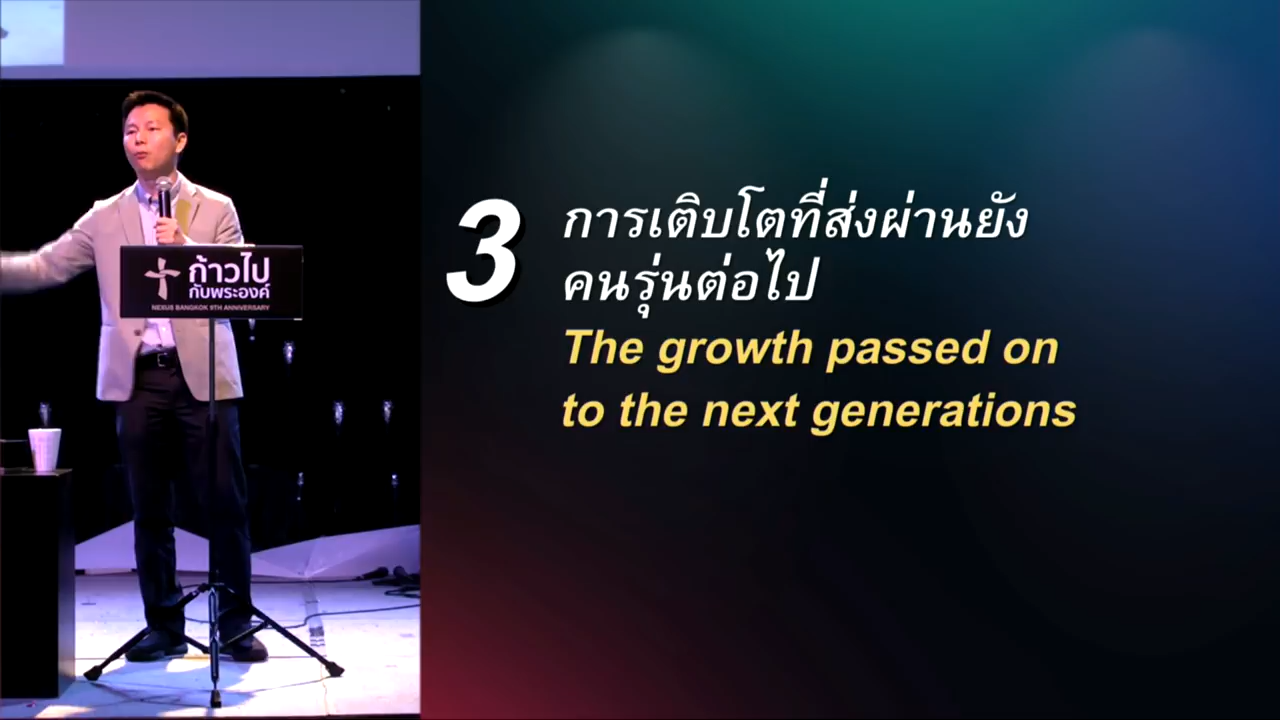 ก้าวไป
กับพระองค์
NEXUS BANGKOK 9TH ANNIVERSARY
3
การเติบโตที่ส่งผ่านยัง
คนรุ่นต่อไป
The growth passed on
to the next generations